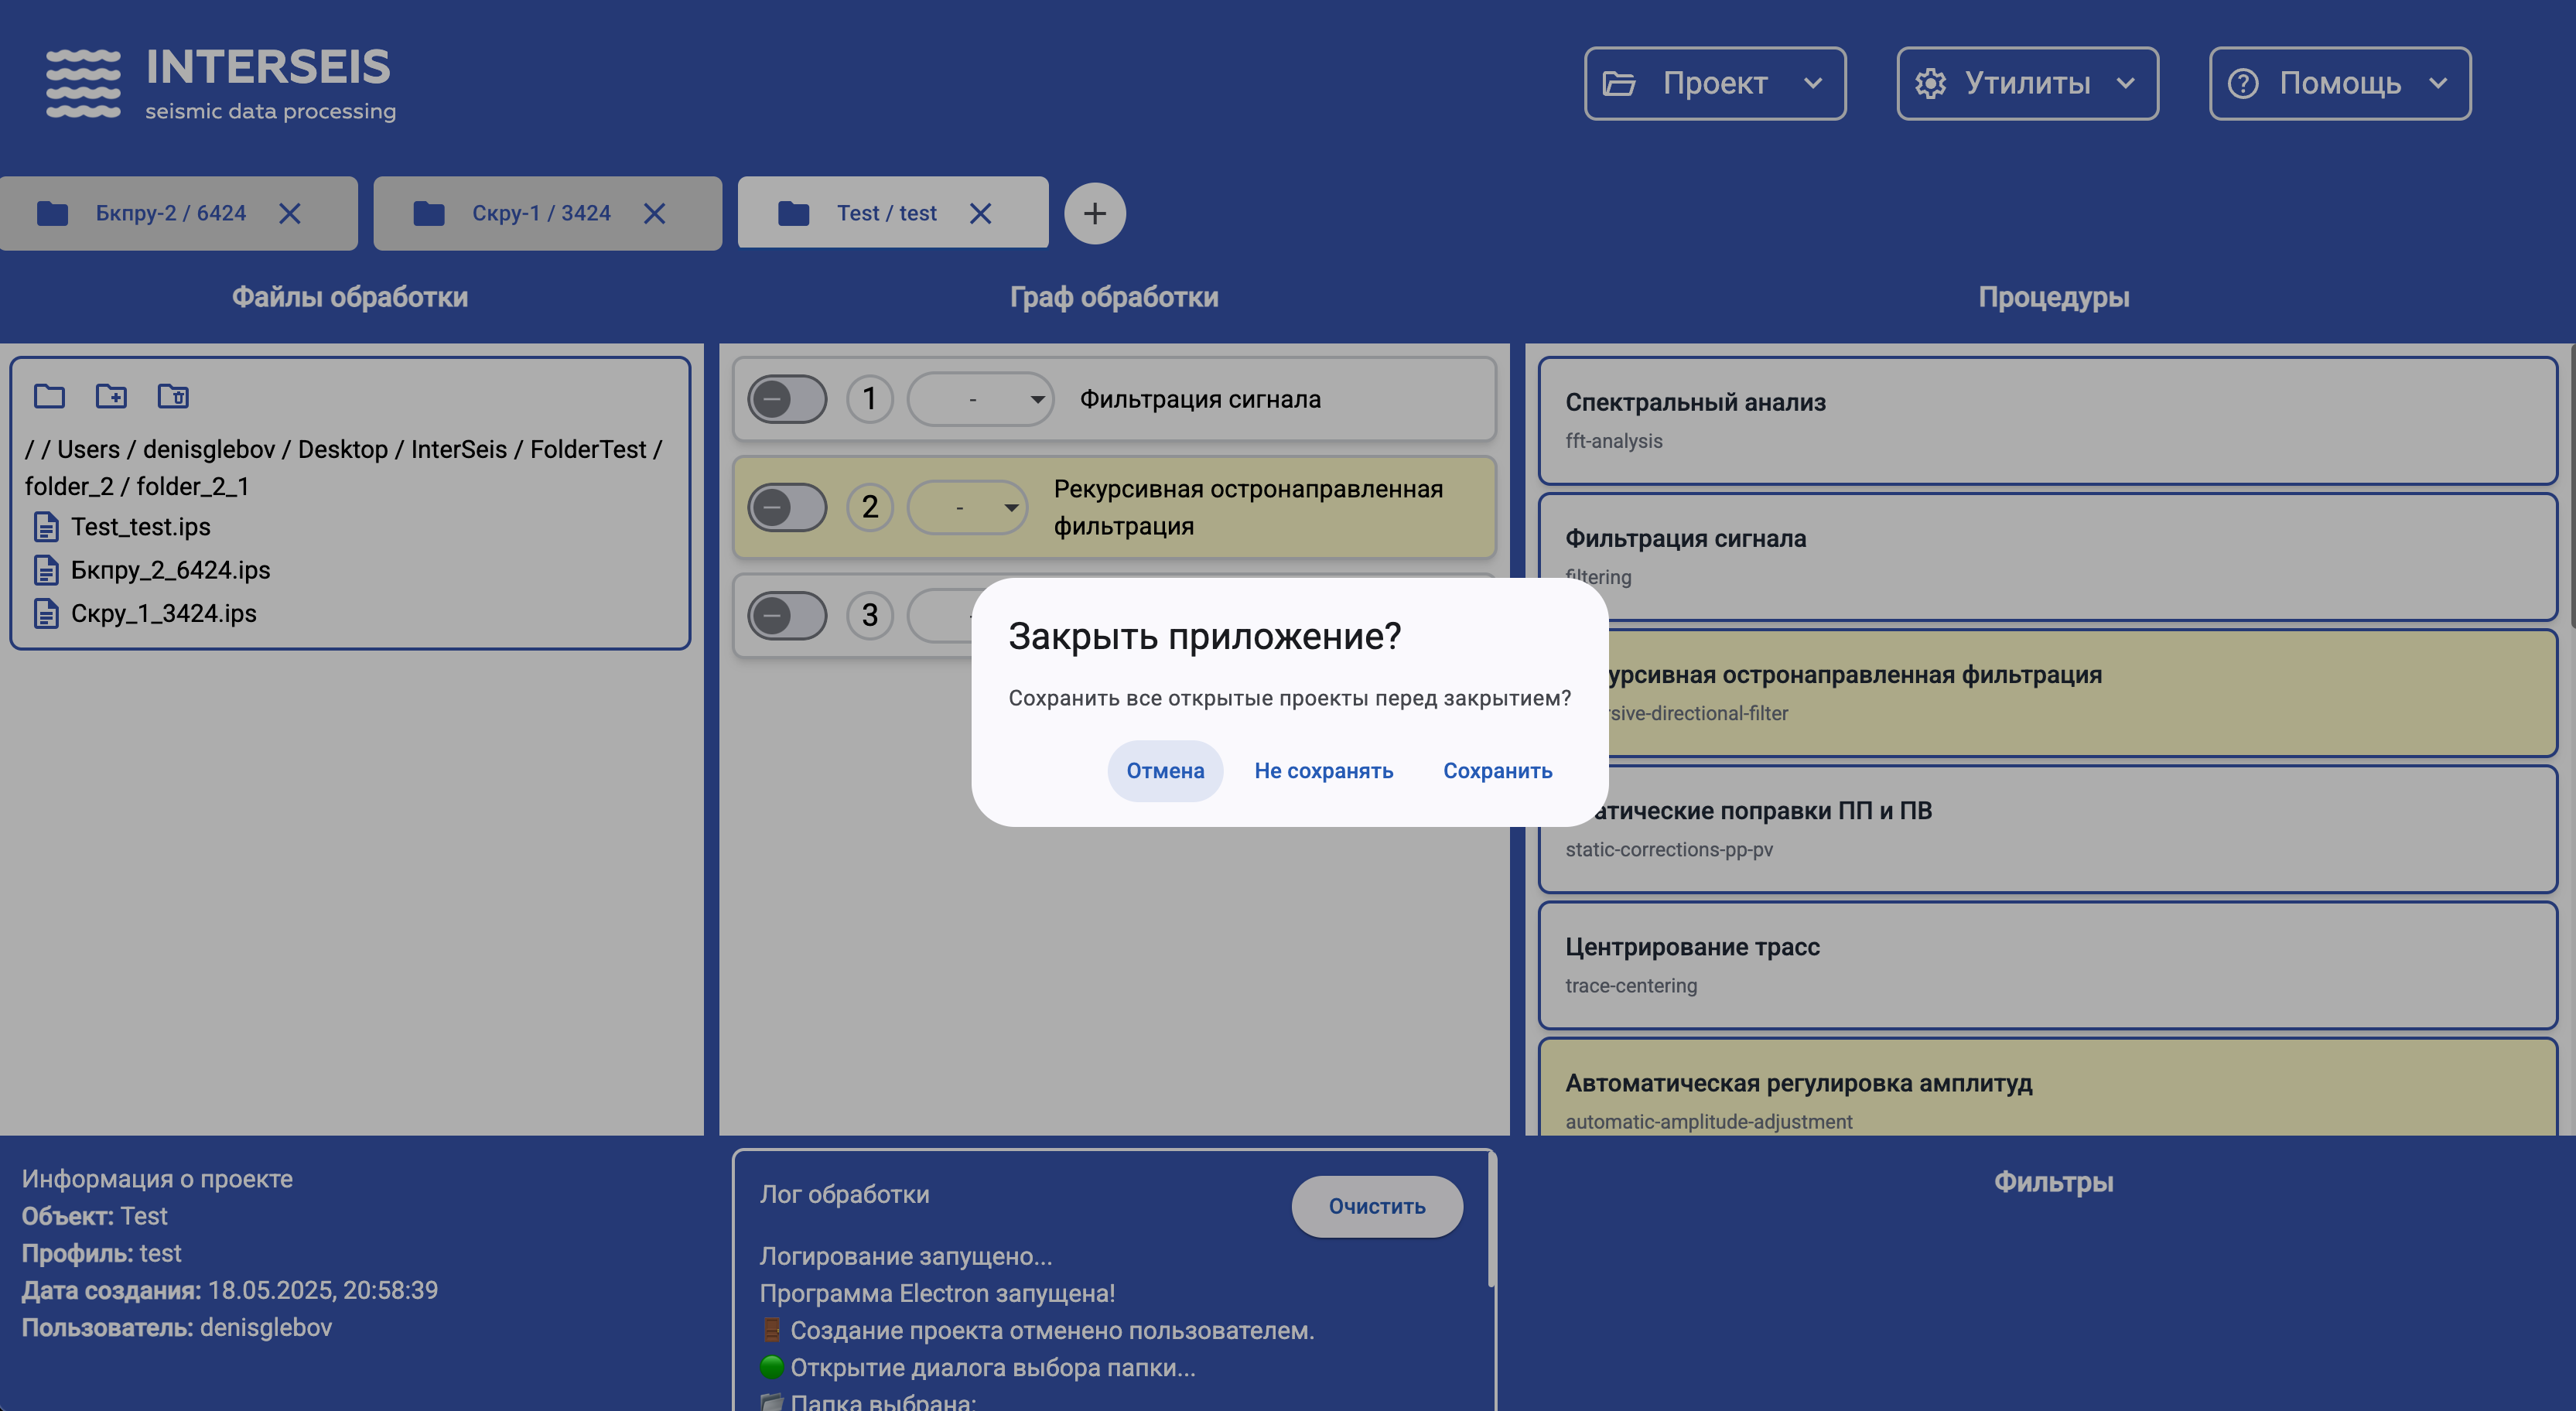 INTERSEIS
seismic data processing
Проект
Утилиты
Помощь
Бкпру-2 / 6424
Скру-1 / 3424
Test / test
Файлы обработки
Граф обработки
Процедуры
/ / Users / denisglebov / Desktop / InterSeis / FolderTest /
folder_2 / folder_2_1
Test_test.ips
Бкпру_2_6424.ips
Скру_1_3424.ips
1 - Фильтрация сигнала
2 - Рекурсивная остронаправленная
фильтрация
3
Закрыть приложение?
Сохранить все открытые проекты перед закрытием?
Отмена
Не сохранять
Сохранить
Спектральный анализ
fft-analysis
Фильтрация сигнала
filtering
остронаправленная фильтрация
sive-directional-filter
поправки ПП и ПВ
static-corrections-pp-pv
Центрирование трасс
trace-centering
Автоматическая регулировка амплитуд
automatic-amplitude-adjustment
Информация о проекте
Объект: Test
Профиль: test
Дата создания: 18.05.2025, 20:58:39
Пользователь: denisglebov
Лог обработки
Очистить
Логирование запущено...
Программа Electron запущена!
Создание проекта отменено пользователем.
Открытие диалога выбора папки...
Папка выбрана:
Фильтры